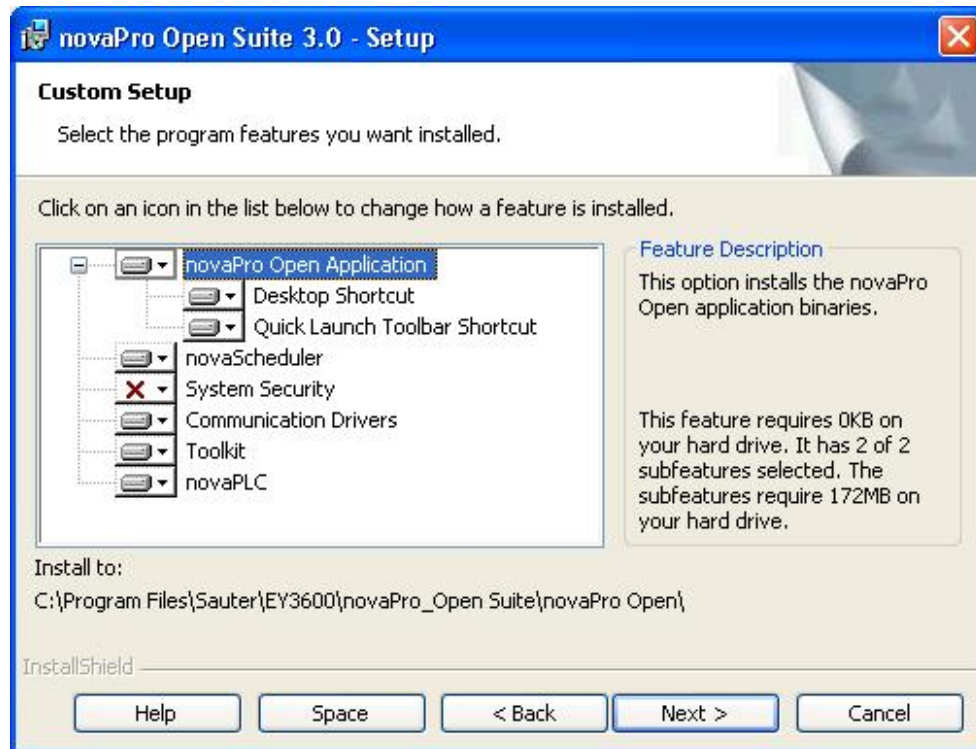 novaPro Open Suite 3.0 - Setup
Custom Setup
Select the program features you want installed.
Click on an icon in the list below to change how a feature is installed.
novaPro Open Application
Desktop Shortcut
Quick Launch Toolbar Shortcut
novaScheduler
System Security
Communication Drivers
Toolkit
novaPLC
Feature Description
This option installs the novaPro
Open application binaries.
This feature requires 0KB on
your hard drive. It has 2 of 2
subfeatures selected. The
subfeatures require 172MB on
your hard drive.
Install to:
C:\Program Files\Sauter\EY3600\novaPro_Open Suite\novaPro Open\
InstallShield
Help
Space
< Back
Next >
Cancel